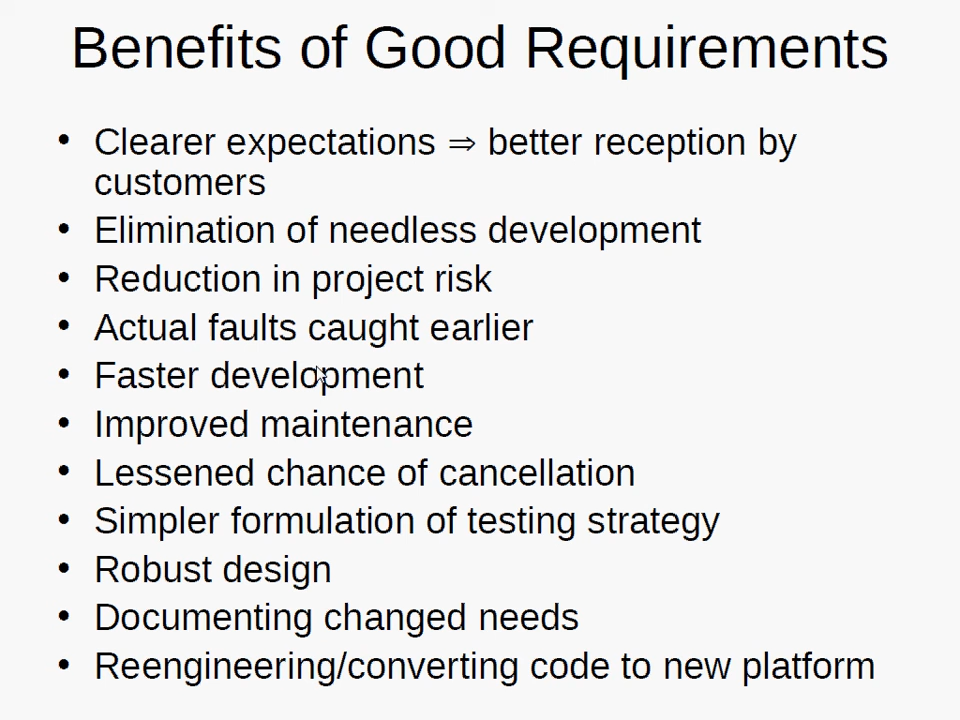 Benefits of Good Requirements
• Clearer expectations ⇒ better reception by
customers
• Elimination of needless development
• Reduction in project risk
• Actual faults caught earlier
• Faster development
• Improved maintenance
• Lessened chance of cancellation
• Simpler formulation of testing strategy
• Robust design
• Documenting changed needs
• Reengineering/converting code to new platform